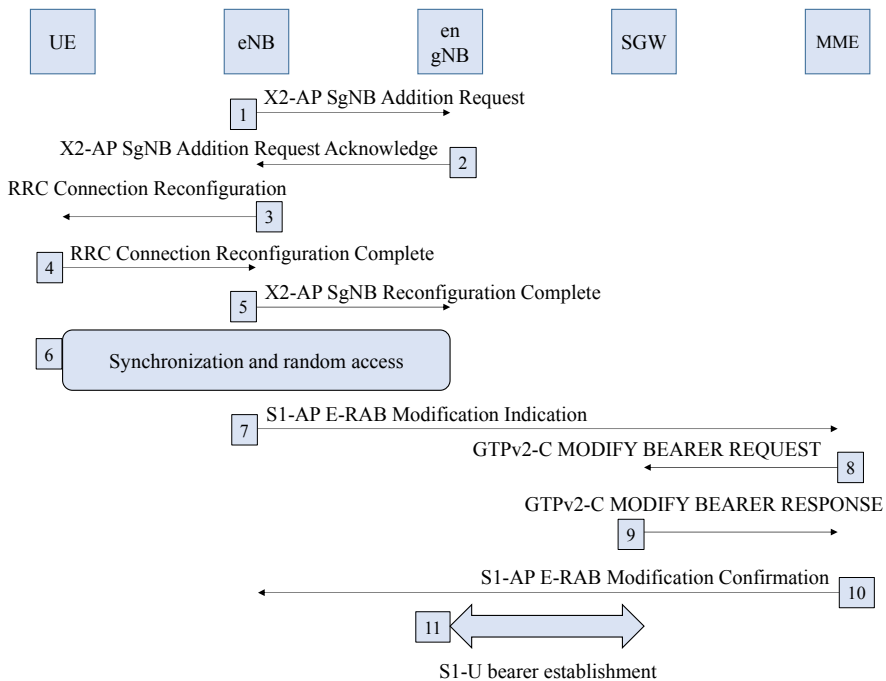 UE
eNB
en
gNB
SGW
MME
X2-AP SgNB Addition Request
1
X2-AP SgNB Addition Request Acknowledge
2
RRC Connection Reconfiguration
3
4
RRC Connection Reconfiguration Complete
X2-AP SgNB Reconfiguration Complete
5
6
Synchronization and random access
S1-AP E-RAB Modification Indication
7
GTPv2-C MODIFY BEARER REQUEST
8
GTPv2-C MODIFY BEARER RESPONSE
9
S1-AP E-RAB Modification Confirmation
10
11
S1-U bearer establishment